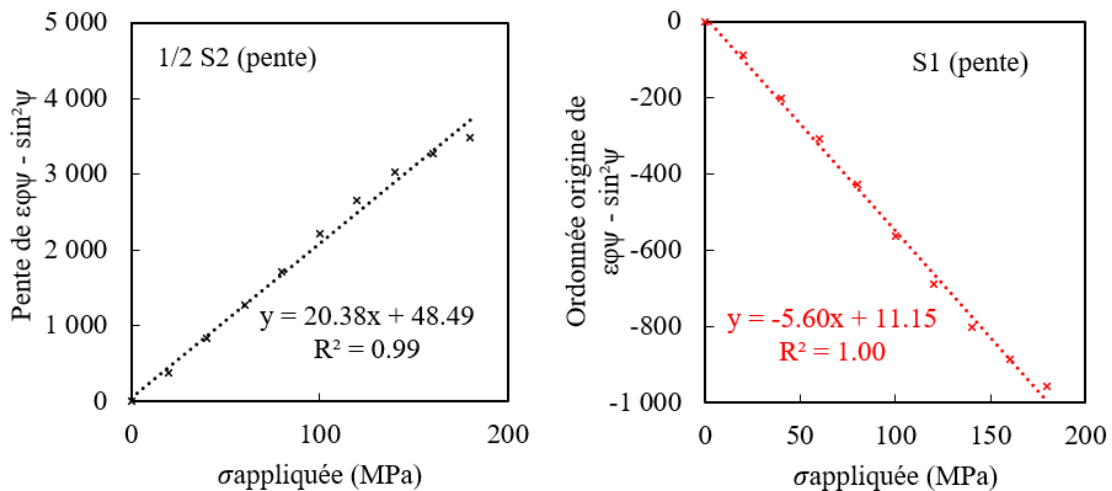 5 000
4 000
3 000
2 000
1 000
0
1/2 S2 (pente)
Pente de εφψ - sin²ψ
y = 20.38x + 48.49
R² = 0.99
0
100
200
σappliquée (MPa)
0
-200
-400
-600
-800
-1 000
S1 (pente)
Ordonnée origine de
εφψ - sin²ψ
y = -5.60x + 11.15
R² = 1.00
0
50
100
150
200
σappliquée (MPa)